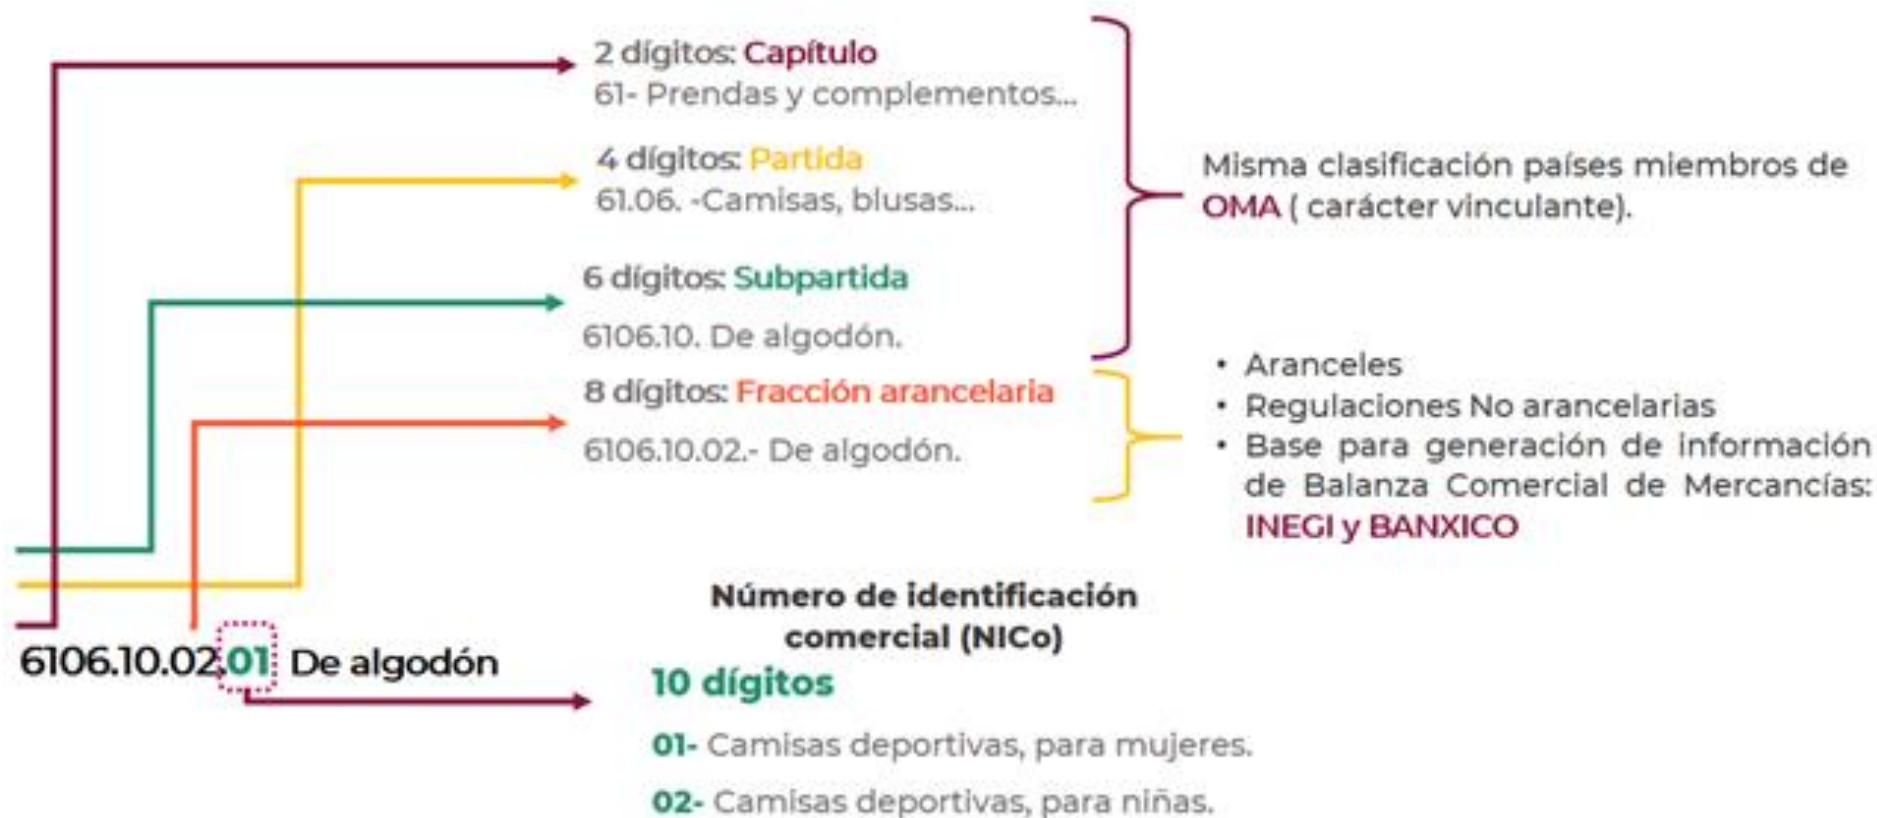 2 dígitos: Capítulo
61- Prendas y complementos...
4 dígitos: Partida
61.06. -Camisas, blusas...
6 dígitos: Subpartida
6106.10. De algodón.
8 dígitos: Fracción arancelaria
6106.10.02.- De algodón.
Misma clasificación países miembros de
OMA ( carácter vinculante).
• Aranceles
• Regulaciones No arancelarias
• Base para generación de información
de Balanza Comercial de Mercancías:
INEGI y BANXICO
6106.10.02.01 De algodón
Número de identificación
comercial (NICo)
10 dígitos
01- Camisas deportivas, para mujeres.
02- Camisas deportivas, para niñas.